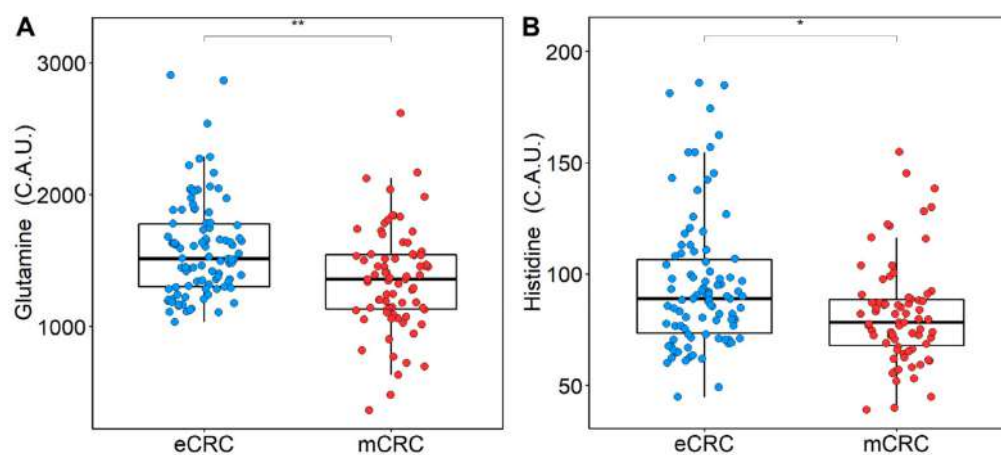 A
**
Glutamine (C.A.U.)
3000
2000
1000
eCRC
mCRC
B
*
Histidine (C.A.U.)
200
150
100
50
eCRC
mCRC